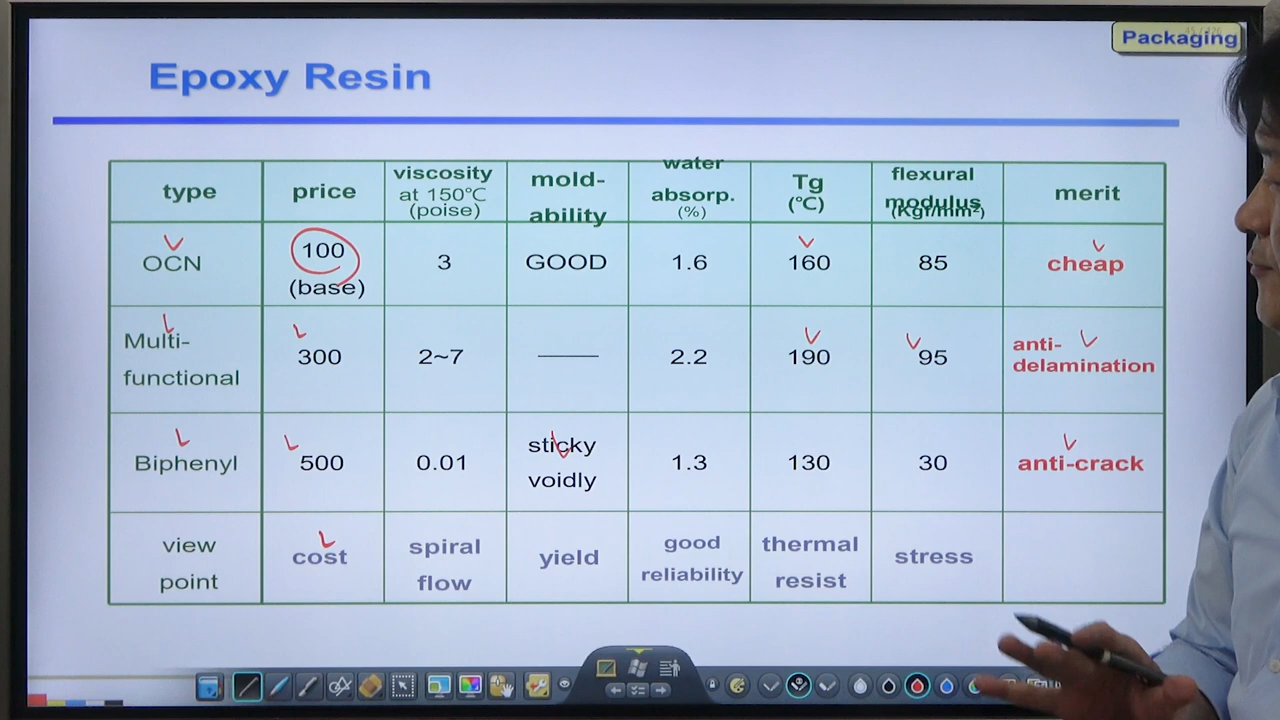 Packaging
Epoxy Resin
type
price
viscosity
at 150℃
(poise)
mold-
ability
water
absorp.
(%)
Tg
(℃)
flexural
modulus
(Kgf/mm²)
merit
OCN
100
(base)
3
GOOD
1.6
160
85
cheap
Multi-
functional
300
2~7
2.2
190
95
anti-
delamination
Biphenyl
500
0.01
sticky
voidly
1.3
130
30
anti-crack
view
point
cost
spiral
flow
yield
good
reliability
thermal
resist
stress